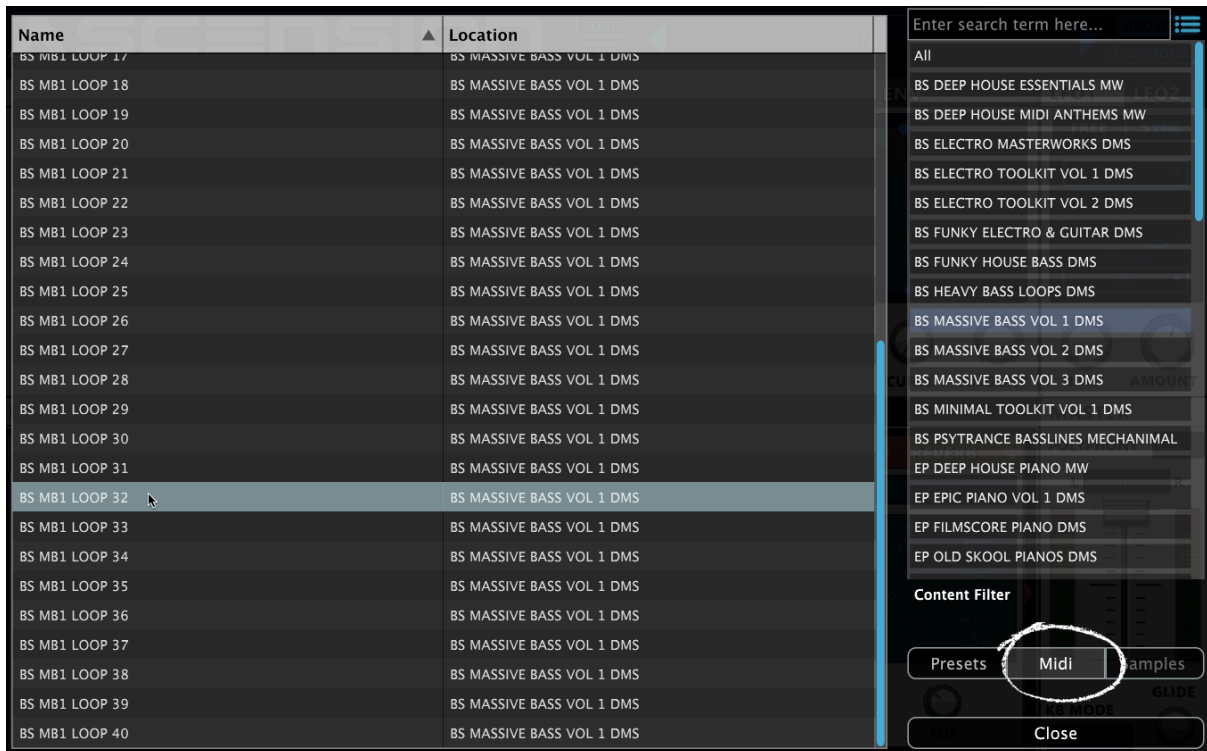 Name Location
BS MB1 LOOP 17 BS MASSIVE BASS VOL 1 DMS
BS MB1 LOOP 18 BS MASSIVE BASS VOL 1 DMS
BS MB1 LOOP 19 BS MASSIVE BASS VOL 1 DMS
BS MB1 LOOP 20 BS MASSIVE BASS VOL 1 DMS
BS MB1 LOOP 21 BS MASSIVE BASS VOL 1 DMS
BS MB1 LOOP 22 BS MASSIVE BASS VOL 1 DMS
BS MB1 LOOP 23 BS MASSIVE BASS VOL 1 DMS
BS MB1 LOOP 24 BS MASSIVE BASS VOL 1 DMS
BS MB1 LOOP 25 BS MASSIVE BASS VOL 1 DMS
BS MB1 LOOP 26 BS MASSIVE BASS VOL 1 DMS
BS MB1 LOOP 27 BS MASSIVE BASS VOL 1 DMS
BS MB1 LOOP 28 BS MASSIVE BASS VOL 1 DMS
BS MB1 LOOP 29 BS MASSIVE BASS VOL 1 DMS
BS MB1 LOOP 30 BS MASSIVE BASS VOL 1 DMS
BS MB1 LOOP 31 BS MASSIVE BASS VOL 1 DMS
BS MB1 LOOP 32 BS MASSIVE BASS VOL 1 DMS
BS MB1 LOOP 33 BS MASSIVE BASS VOL 1 DMS
BS MB1 LOOP 34 BS MASSIVE BASS VOL 1 DMS
BS MB1 LOOP 35 BS MASSIVE BASS VOL 1 DMS
BS MB1 LOOP 36 BS MASSIVE BASS VOL 1 DMS
BS MB1 LOOP 37 BS MASSIVE BASS VOL 1 DMS
BS MB1 LOOP 38 BS MASSIVE BASS VOL 1 DMS
BS MB1 LOOP 39 BS MASSIVE BASS VOL 1 DMS
BS MB1 LOOP 40 BS MASSIVE BASS VOL 1 DMS
Enter search term here...
All
BS DEEP HOUSE ESSENTIALS MW
BS DEEP HOUSE MIDI ANTHEMS MW
BS ELECTRO MASTERWORKS DMS
BS ELECTRO TOOLKIT VOL 1 DMS
BS ELECTRO TOOLKIT VOL 2 DMS
BS FUNKY ELECTRO & GUITAR DMS
BS FUNKY HOUSE BASS DMS
BS HEAVY BASS LOOPS DMS
BS MASSIVE BASS VOL 1 DMS
BS MASSIVE BASS VOL 2 DMS
BS MASSIVE BASS VOL 3 DMS
AMOUNT
BS MINIMAL TOOLKIT VOL 1 DMS
BS PSYTRANCE BASSLINES MECHANIMAL
REVERB
EP DEEP HOUSE PIANO MW
EP EPIC PIANO VOL 1 DMS
EP FILMSCORE PIANO DMS
EP OLD SKOOL PIANOS DMS
Content Filter
Presets Midi amples
GLIDE
KB MODE
MIX
Close